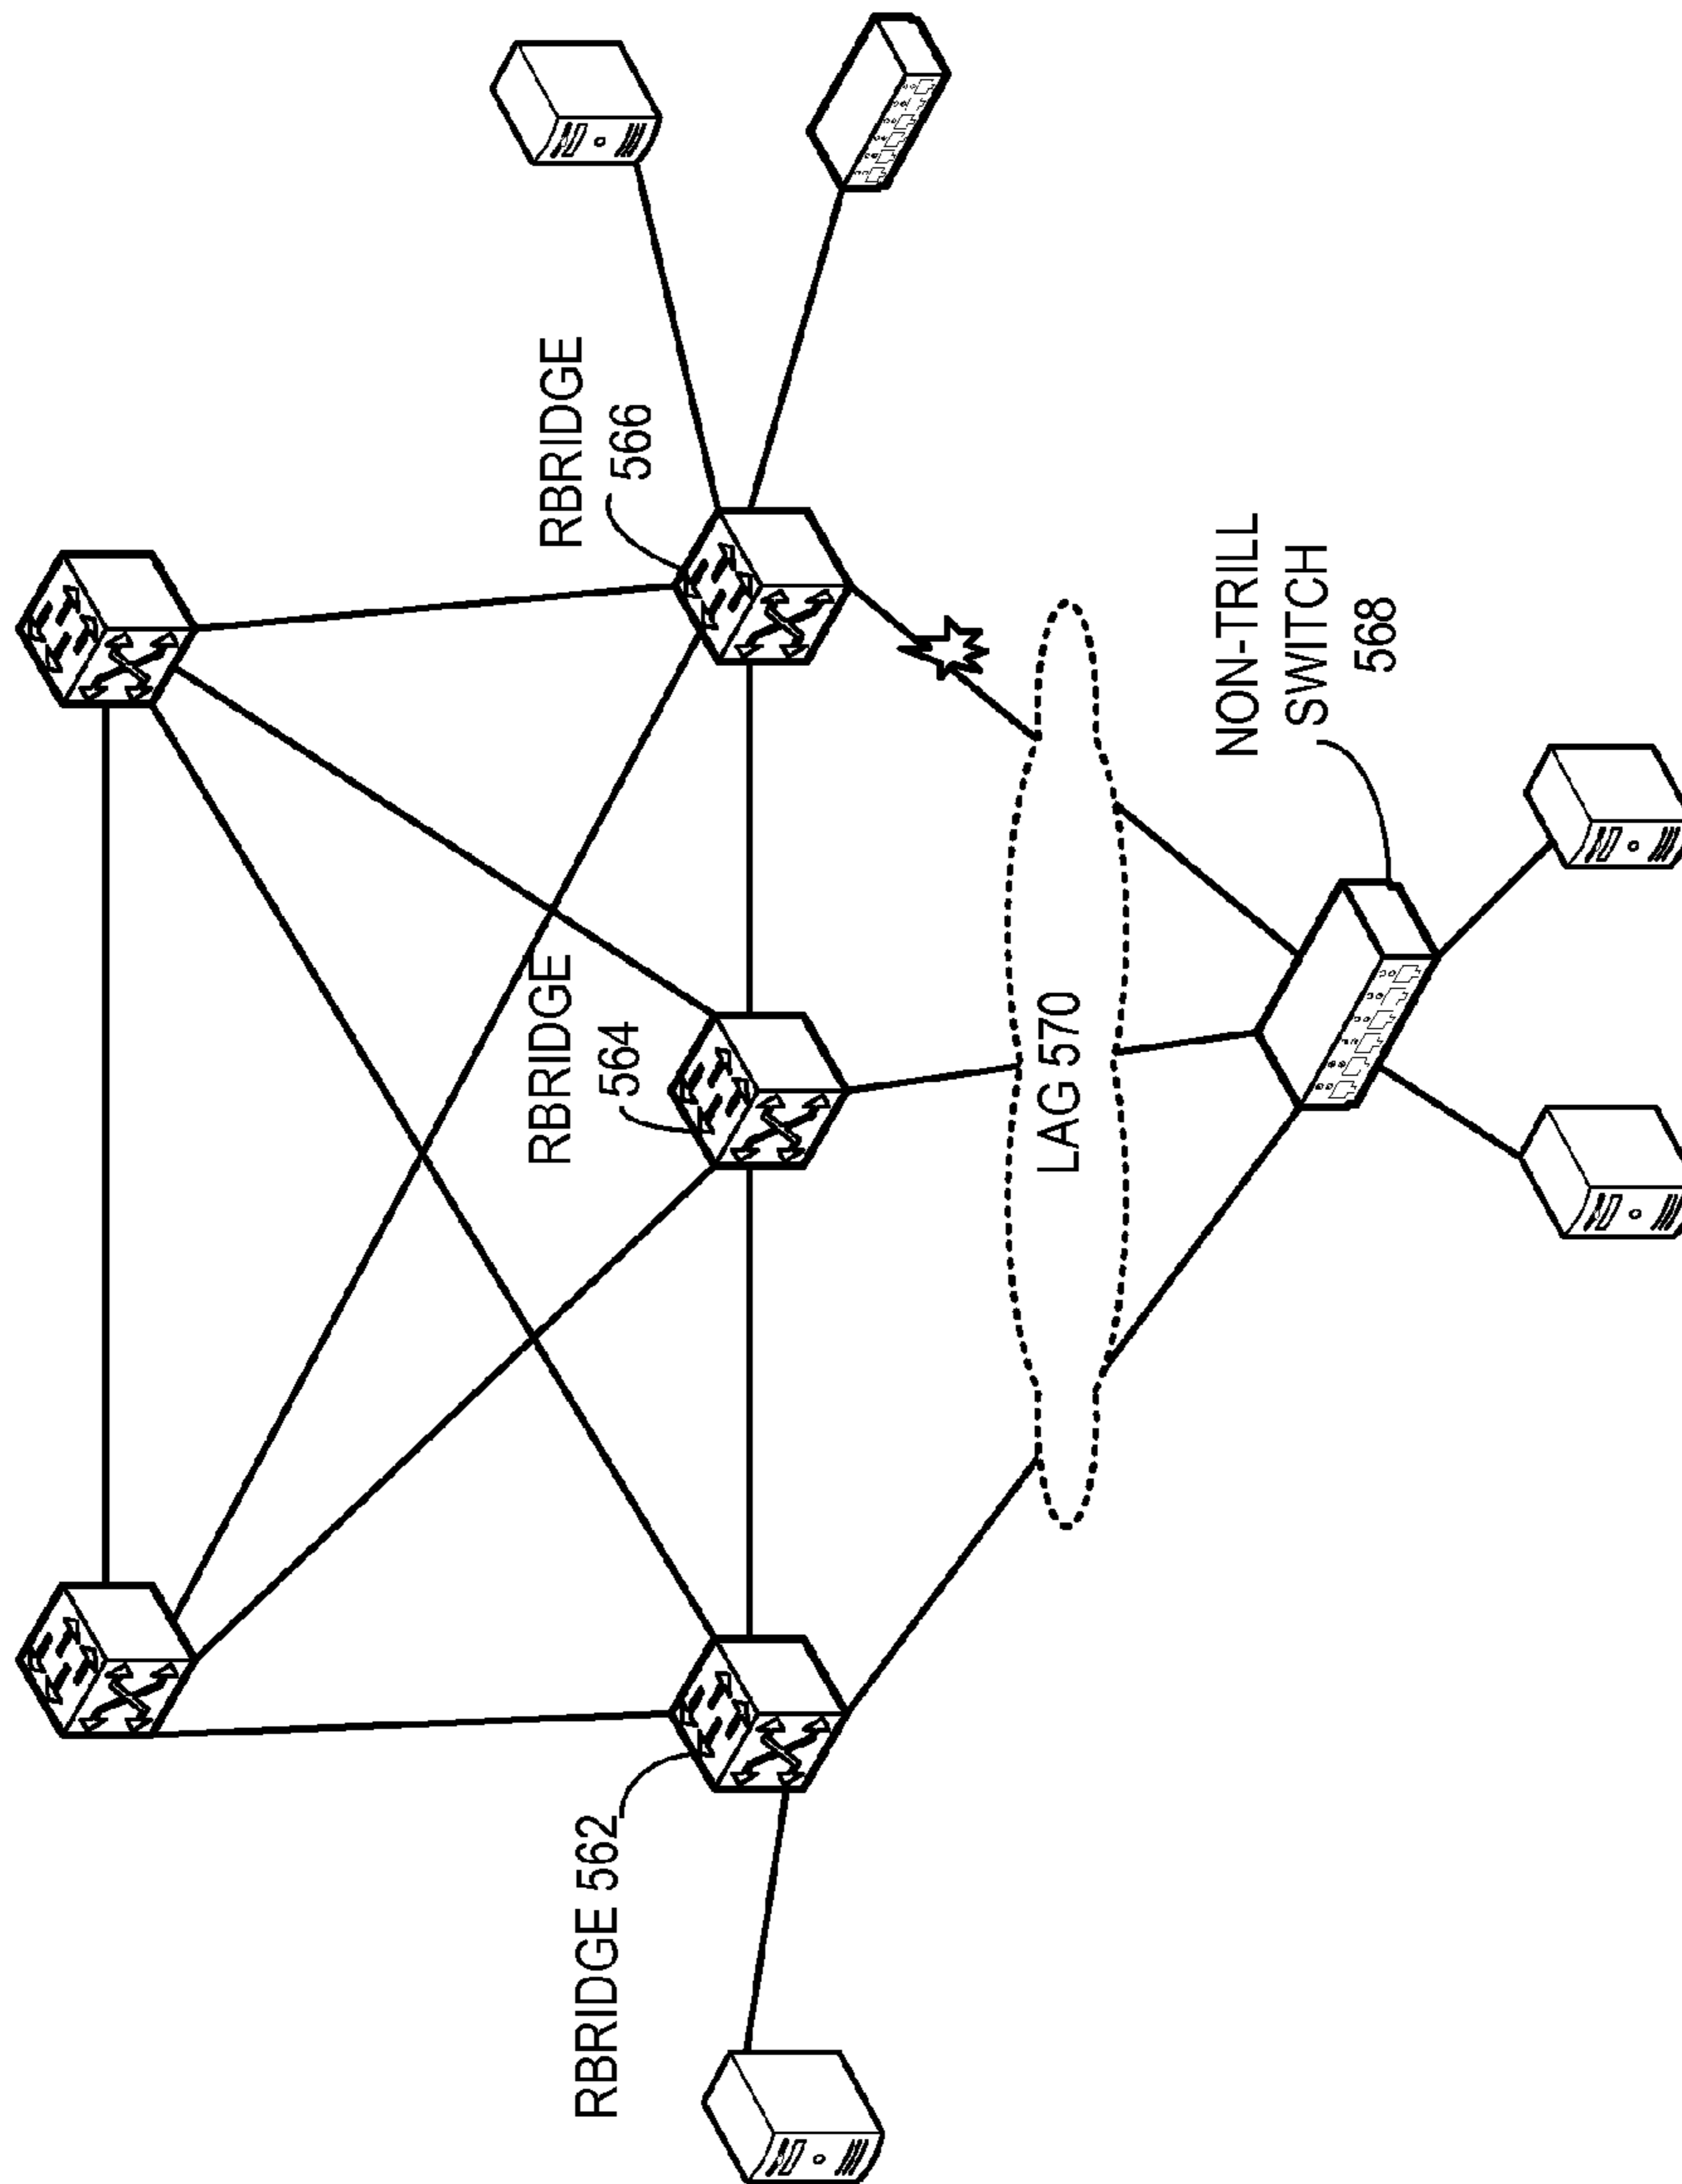 RBRIDGE
566
RBRIDGE
564
RBRIDGE 562
LAG 570
NON-TRILL
SWITCH
568